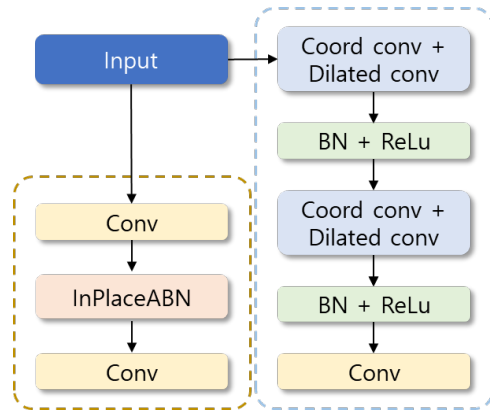 Input
Conv
InPlaceABN
Conv
Coord conv +
Dilated conv
BN + ReLu
Coord conv +
Dilated conv
BN + ReLu
Conv